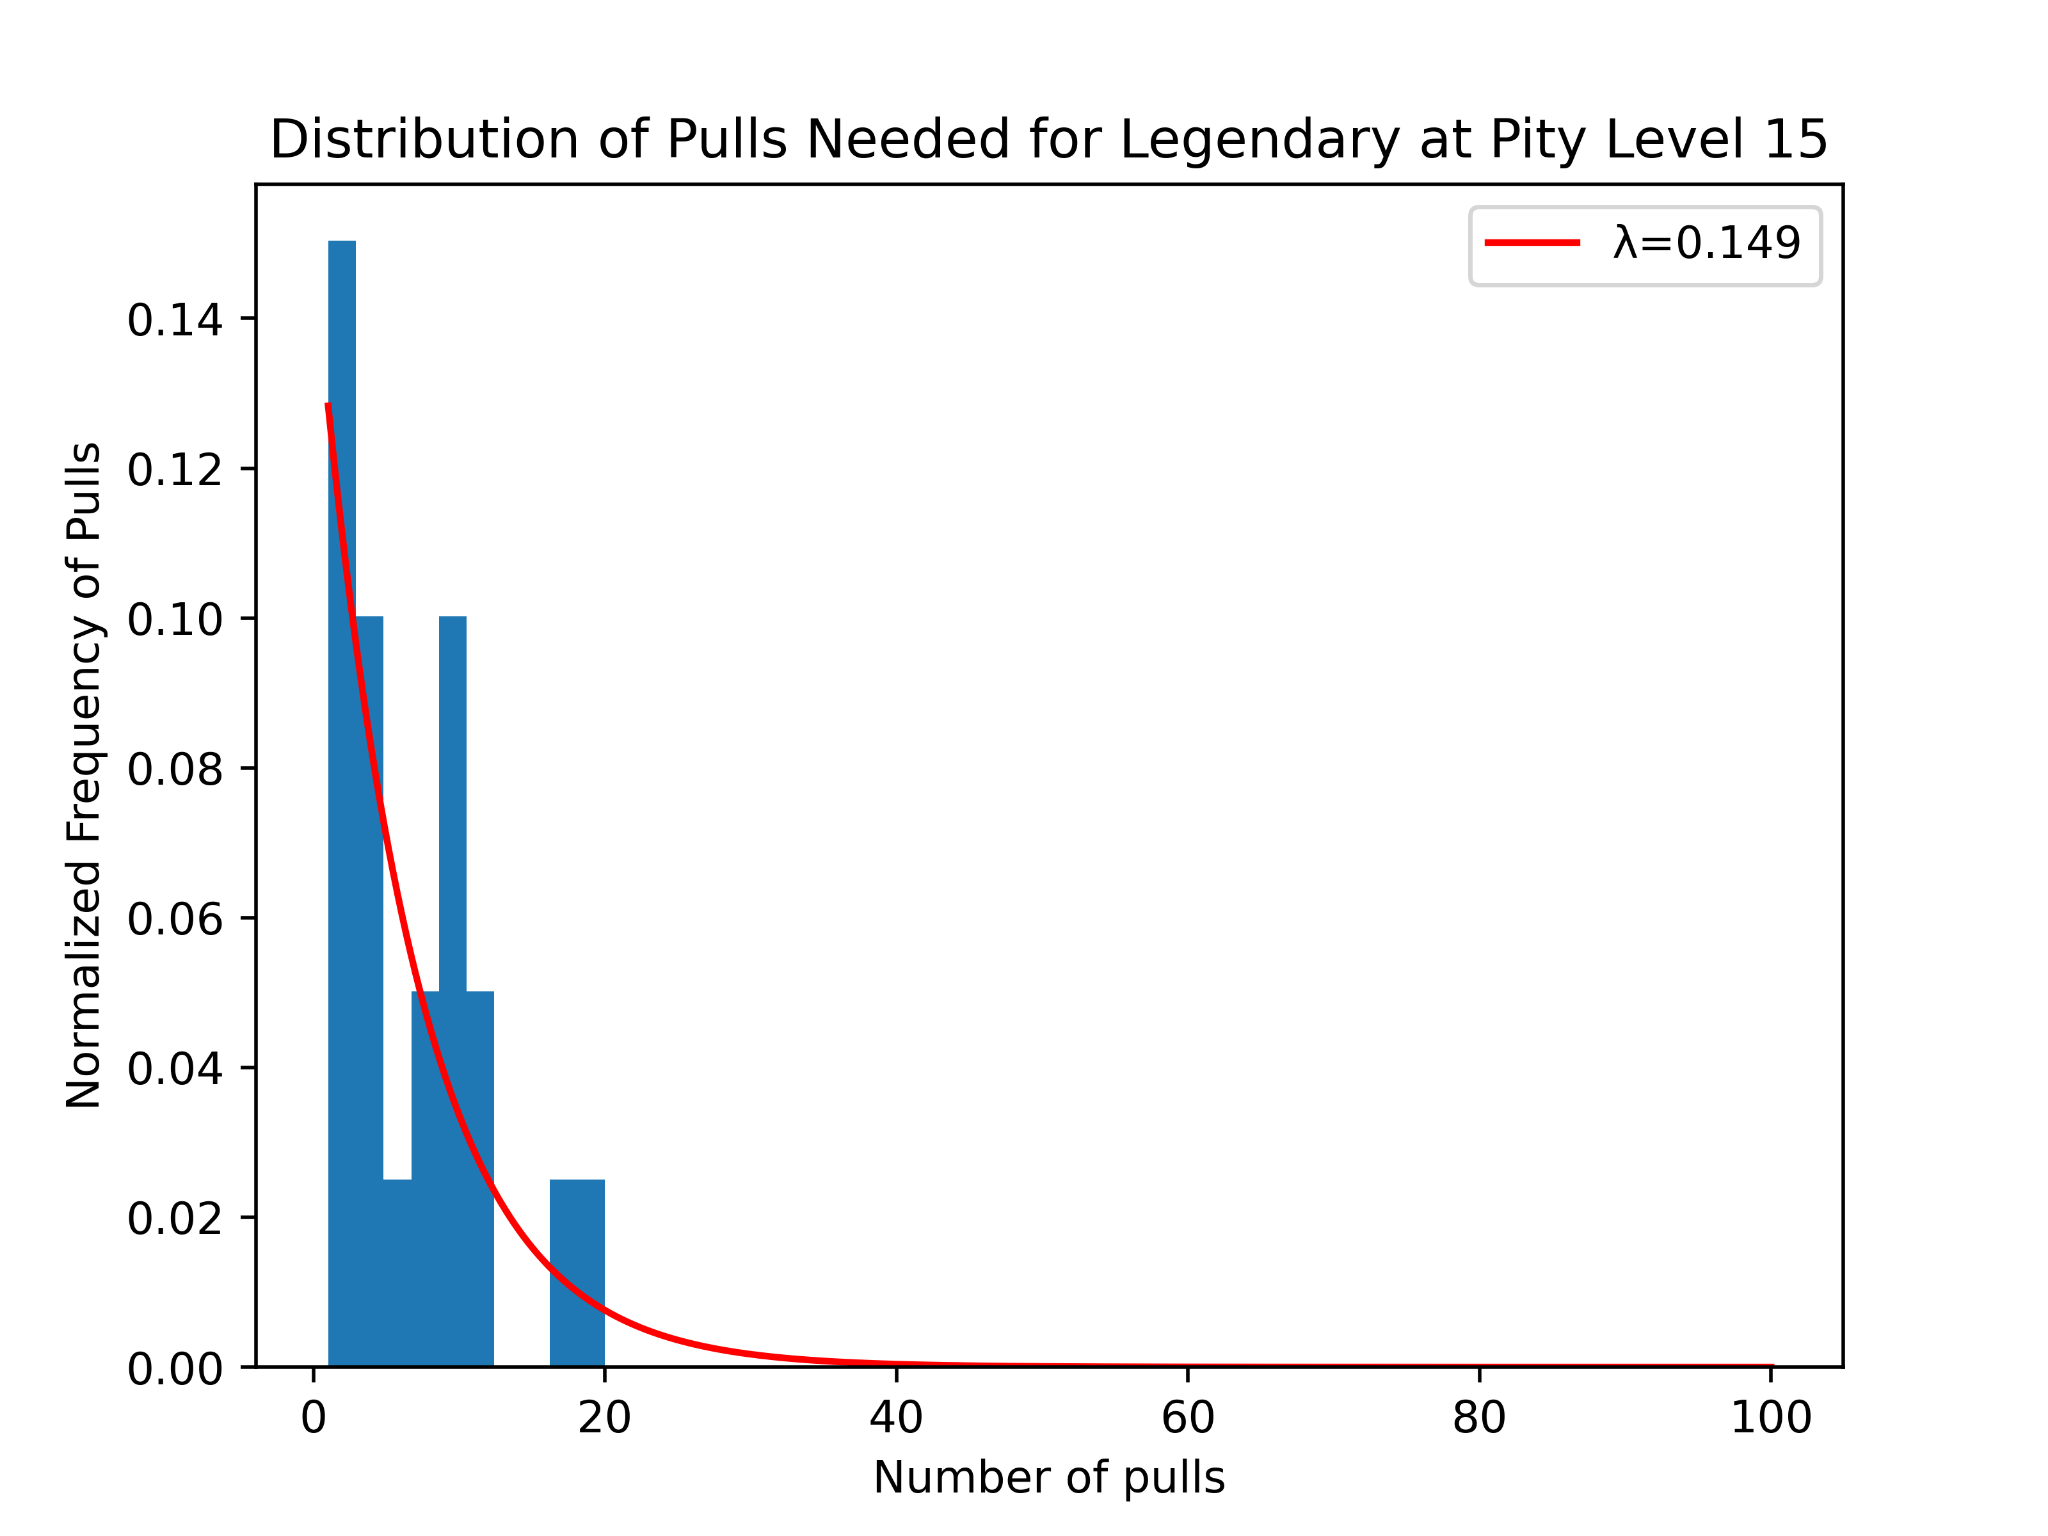 Distribution of Pulls Needed for Legendary at Pity Level 15
λ=0.149
Normalized Frequency of Pulls
0.14
0.12
0.10
0.08
0.06
0.04
0.02
0.00
0 20 40 60 80 100
Number of pulls